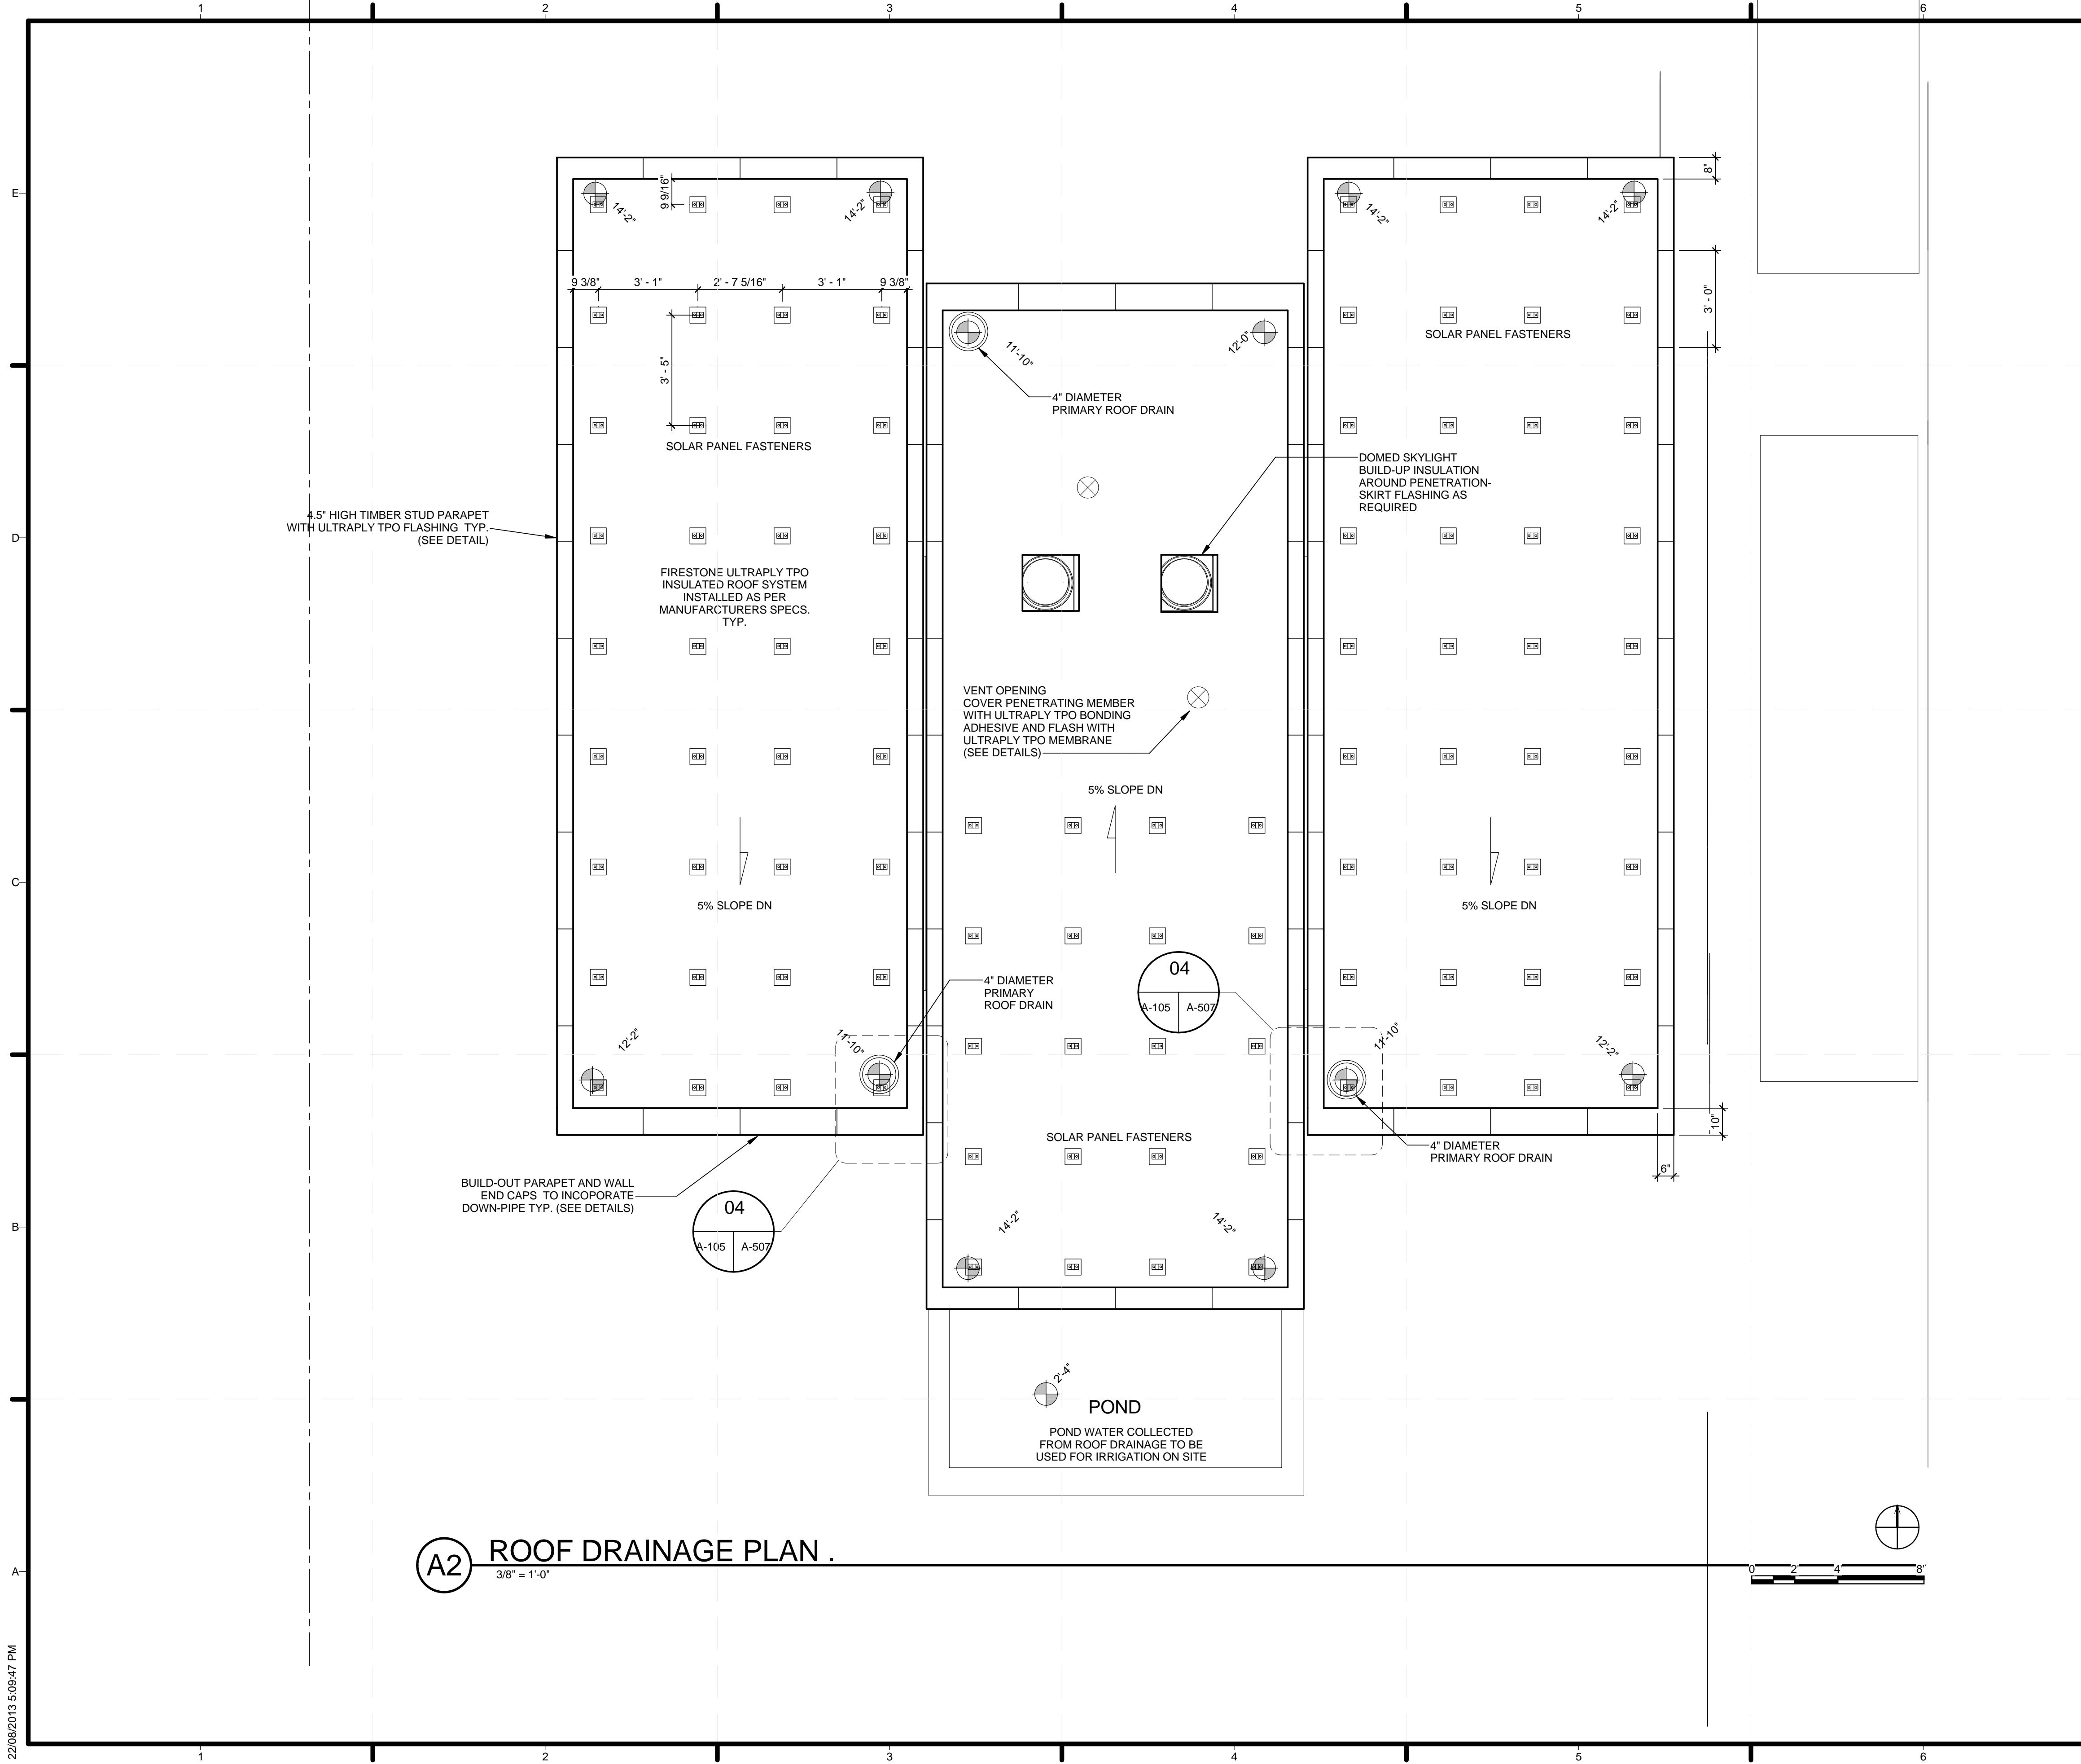 1 2 3 4 5 6
E
D
C
B
A
14'-2"
9 9/16"
14'-2"
14'-2"
14'-2"
8"
9 3/8"
3' - 1"
2' - 7 5/16"
3' - 1"
9 3/8"
3' - 0"
3' - 5"
SOLAR PANEL FASTENERS
11'-10"
12'-0"
SOLAR PANEL FASTENERS
4" DIAMETER
PRIMARY ROOF DRAIN
DOMED SKYLIGHT
BUILD-UP INSULATION
AROUND PENETRATION-
SKIRT FLASHING AS
REQUIRED
4.5" HIGH TIMBER STUD PARAPET
WITH ULTRAPLY TPO FLASHING TYP.
(SEE DETAIL)
FIRESTONE ULTRAPLY TPO
INSULATED ROOF SYSTEM
INSTALLED AS PER
MANUFARCTURERS SPECS.
TYP.
VENT OPENING
COVER PENETRATING MEMBER
WITH ULTRAPLY TPO BONDING
ADHESIVE AND FLASH WITH
ULTRAPLY TPO MEMBRANE
(SEE DETAILS)
5% SLOPE DN
5% SLOPE DN
5% SLOPE DN
4" DIAMETER
PRIMARY
ROOF DRAIN
04
A-105
A-507
12'-2"
11'-10"
11'-10"
12'-2"
10"
6"
SOLAR PANEL FASTENERS
4" DIAMETER
PRIMARY ROOF DRAIN
BUILD-OUT PARAPET AND WALL
END CAPS TO INCOPORATE
DOWN-PIPE TYP. (SEE DETAILS)
04
A-105
A-507
14'-2"
14'-2"
2'-4"
POND
POND WATER COLLECTED
FROM ROOF DRAINAGE TO BE
USED FOR IRRIGATION ON SITE
A2
ROOF DRAINAGE PLAN .
3/8" = 1'-0"
0 2' 4' 8'
22/08/2013 5:09:47 PM
1 2 3 4 5 6